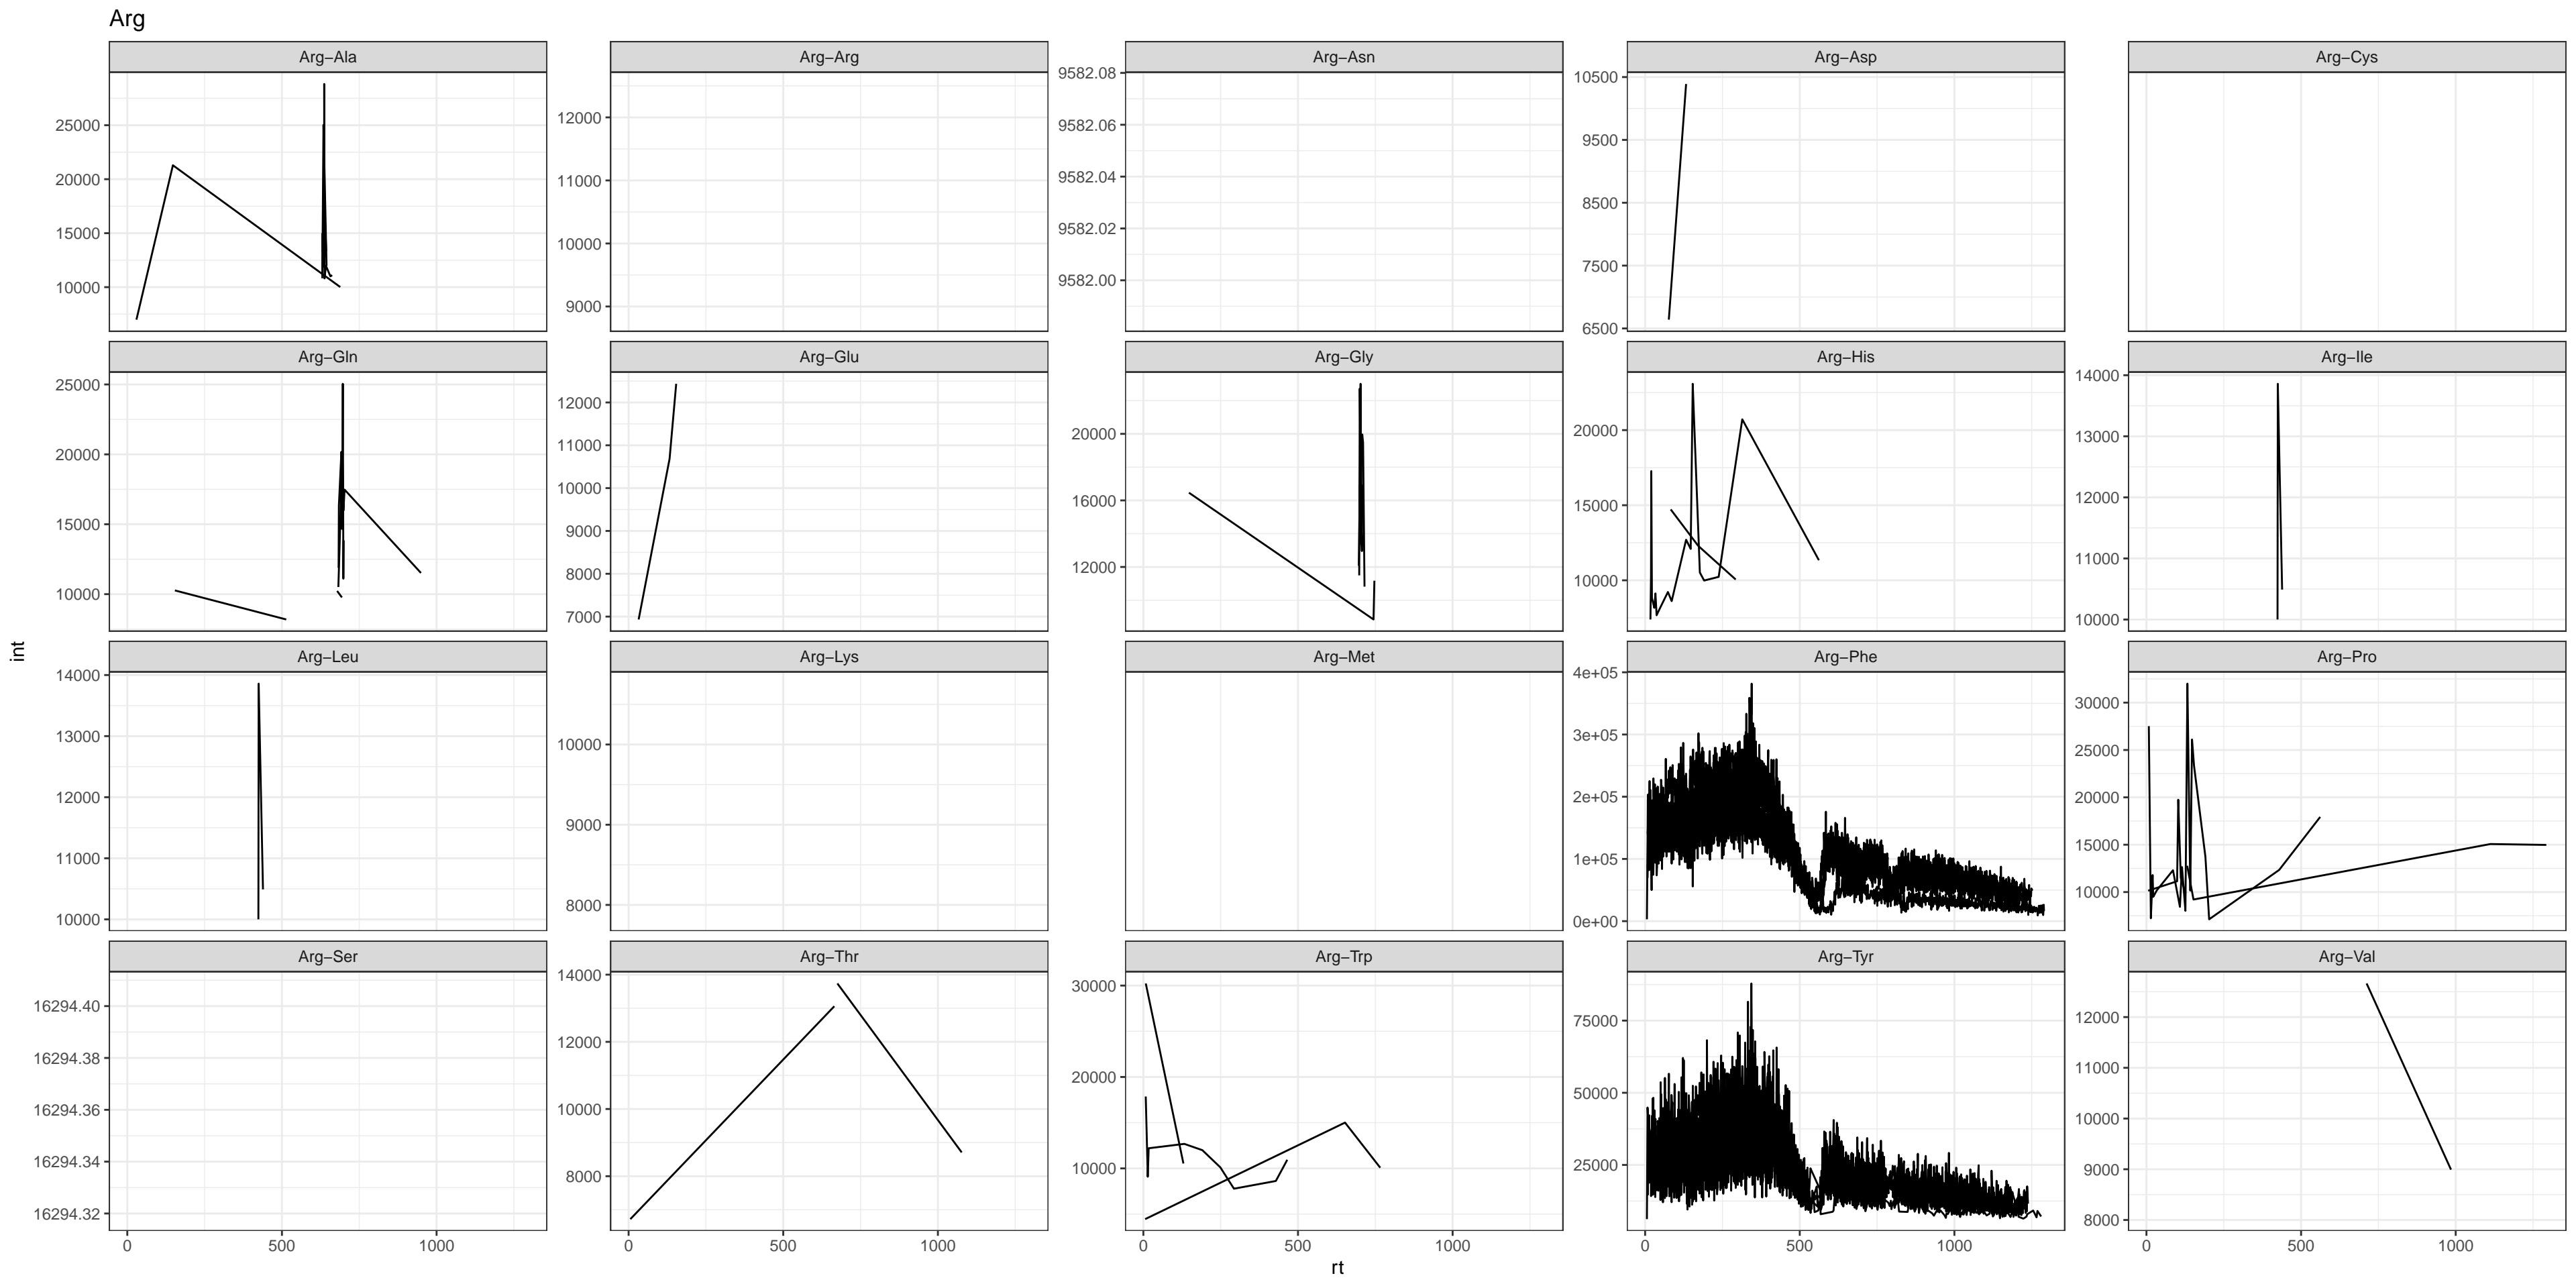 Arg
Arg−Ala
Arg−Arg
Arg−Asn
Arg−Asp
Arg−Cys
25000
20000
15000
10000
12000
11000
10000
9000
9582.08
9582.06
9582.04
9582.02
9582.00
10500
9500
8500
7500
6500
Arg−Gln
Arg−Glu
Arg−Gly
Arg−His
Arg−Ile
25000
20000
15000
10000
12000
11000
10000
9000
8000
7000
20000
16000
12000
20000
15000
10000
14000
13000
12000
11000
10000
int
Arg−Leu
Arg−Lys
Arg−Met
Arg−Phe
Arg−Pro
14000
13000
12000
11000
10000
10000
9000
8000
4e+05
3e+05
2e+05
1e+05
0e+00
30000
25000
20000
15000
10000
Arg−Ser
Arg−Thr
Arg−Trp
Arg−Tyr
Arg−Val
16294.40
16294.38
16294.36
16294.34
16294.32
14000
12000
10000
8000
30000
20000
10000
75000
50000
25000
12000
11000
10000
9000
8000
0 500 1000
0 500 1000
0 500 1000
0 500 1000
0 500 1000
rt